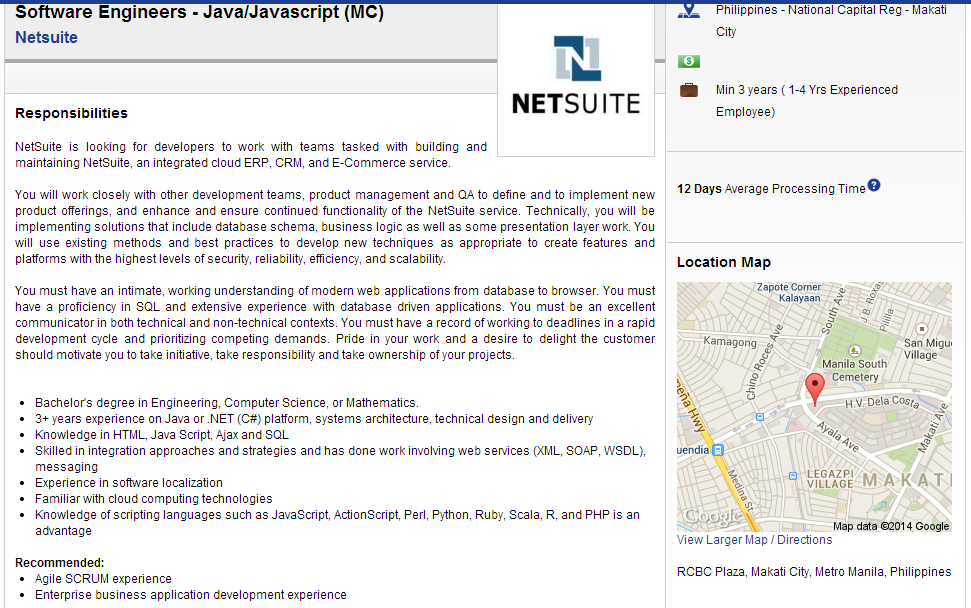 Software Engineers - Java/Javascript (MC)
Netsuite
NETSUITE
Responsibilities
NetSuite is looking for developers to work with teams tasked with building and
maintaining NetSuite, an integrated cloud ERP, CRM, and E-Commerce service.
You will work closely with other development teams, product management and QA to define and to implement new
product offerings, and enhance and ensure continued functionality of the NetSuite service. Technically, you will be
implementing solutions that include database schema, business logic as well as some presentation layer work. You
will use existing methods and best practices to develop new techniques as appropriate to create features and
platforms with the highest levels of security, reliability, efficiency, and scalability.
You must have an intimate, working understanding of modern web applications from database to browser. You must
have a proficiency in SQL and extensive experience with database driven applications. You must be an excellent
communicator in both technical and non-technical contexts. You must have a record of working to deadlines in a rapid
development cycle and prioritizing competing demands. Pride in your work and a desire to delight the customer
should motivate you to take initiative, take responsibility and take ownership of your projects.
Bachelor's degree in Engineering, Computer Science, or Mathematics.
3+ years experience on Java or .NET (C#) platform, systems architecture, technical design and delivery
Knowledge in HTML, Java Script, Ajax and SQL
Skilled in integration approaches and strategies and has done work involving web services (XML, SOAP, WSDL),
messaging
Experience in software localization
Familiar with cloud computing technologies
Knowledge of scripting languages such as JavaScript, ActionScript, Perl, Python, Ruby, Scala, R, and PHP is an
advantage
Recommended:
Agile SCRUM experience
Enterprise business application development experience
Philippines - National Capital Reg - Makati
City
Min 3 years ( 1-4 Yrs Experienced
Employee)
12 Days Average Processing Time
Location Map
Zapote Corner
Kalayaan
South Ave
J.B. Roxas
Pililla
Kamagong
Chino Roces Ave
San Migu
Village
Manila South
Cemetery
H.V. Dela Costa
peña Hwy
Ayala Ave
Makati Ave
uendia
LEGAZPI
VILLAGE
MAKATI
Medina St
Google
Map data ©2014 Google
View Larger Map / Directions
RCBC Plaza, Makati City, Metro Manila, Philippines